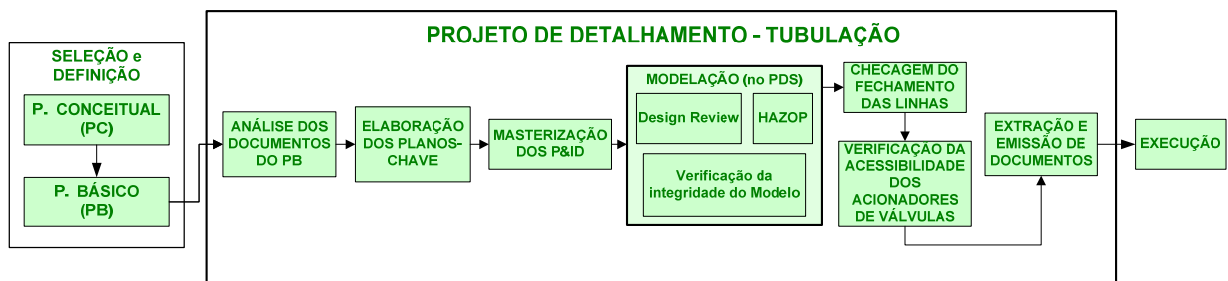 PROJETO DE DETALHAMENTO - TUBULAÇÃO
SELEÇÃO e
DEFINIÇÃO
P. CONCEITUAL
(PC)
P. BÁSICO
(PB)
ANÁLISE DOS
DOCUMENTOS
DO PB
ELABORAÇÃO
DOS PLANOS-
CHAVE
MASTERIZAÇÃO
DOS P&ID
MODELAÇÃO (no PDS)
Design Review
HAZOP
Verificação da
integridade do Modelo
CHECAGEM DO
FECHAMENTO
DAS LINHAS
VERIFICAÇÃO DA
ACESSIBILIDADE
DOS
ACIONADORES
DE VÁLVULAS
EXTRAÇÃO E
EMISSÃO DE
DOCUMENTOS
EXECUÇÃO